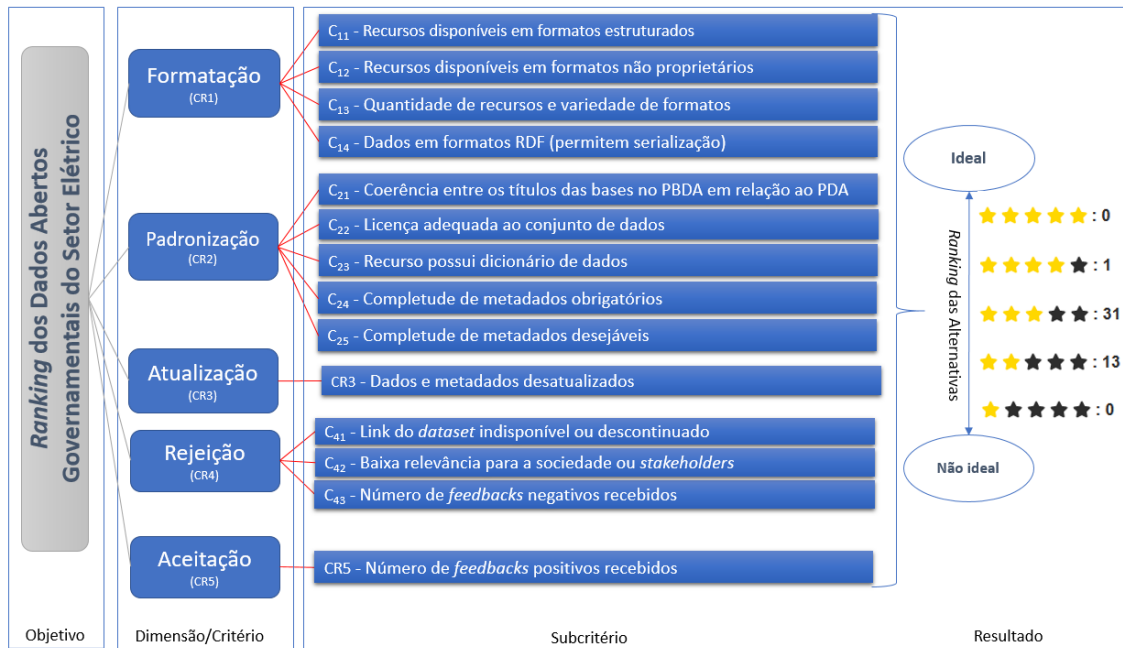 Ranking dos Dados Abertos
Governamentais do Setor Elétrico
Formatação
(CR1)
C11 - Recursos disponíveis em formatos estruturados
C12 - Recursos disponíveis em formatos não proprietários
C13 - Quantidade de recursos e variedade de formatos
C14 - Dados em formatos RDF (permitem serialização)
Padronização
(CR2)
C21 - Coerência entre os títulos das bases no PBDA em relação ao PDA
C22 - Licença adequada ao conjunto de dados
C23 - Recurso possui dicionário de dados
C24 - Completude de metadados obrigatórios
C25 - Completude de metadados desejáveis
Atualização
(CR3)
CR3 - Dados e metadados desatualizados
Rejeição
(CR4)
C41 - Link do dataset indisponível ou descontinuado
C42 - Baixa relevância para a sociedade ou stakeholders
C43 - Número de feedbacks negativos recebidos
Aceitação
(CR5)
CR5 - Número de feedbacks positivos recebidos
Ideal
Ranking das Alternativas
: 0
: 1
: 31
: 13
: 0
Não ideal
Objetivo
Dimensão/Critério
Subcritério
Resultado